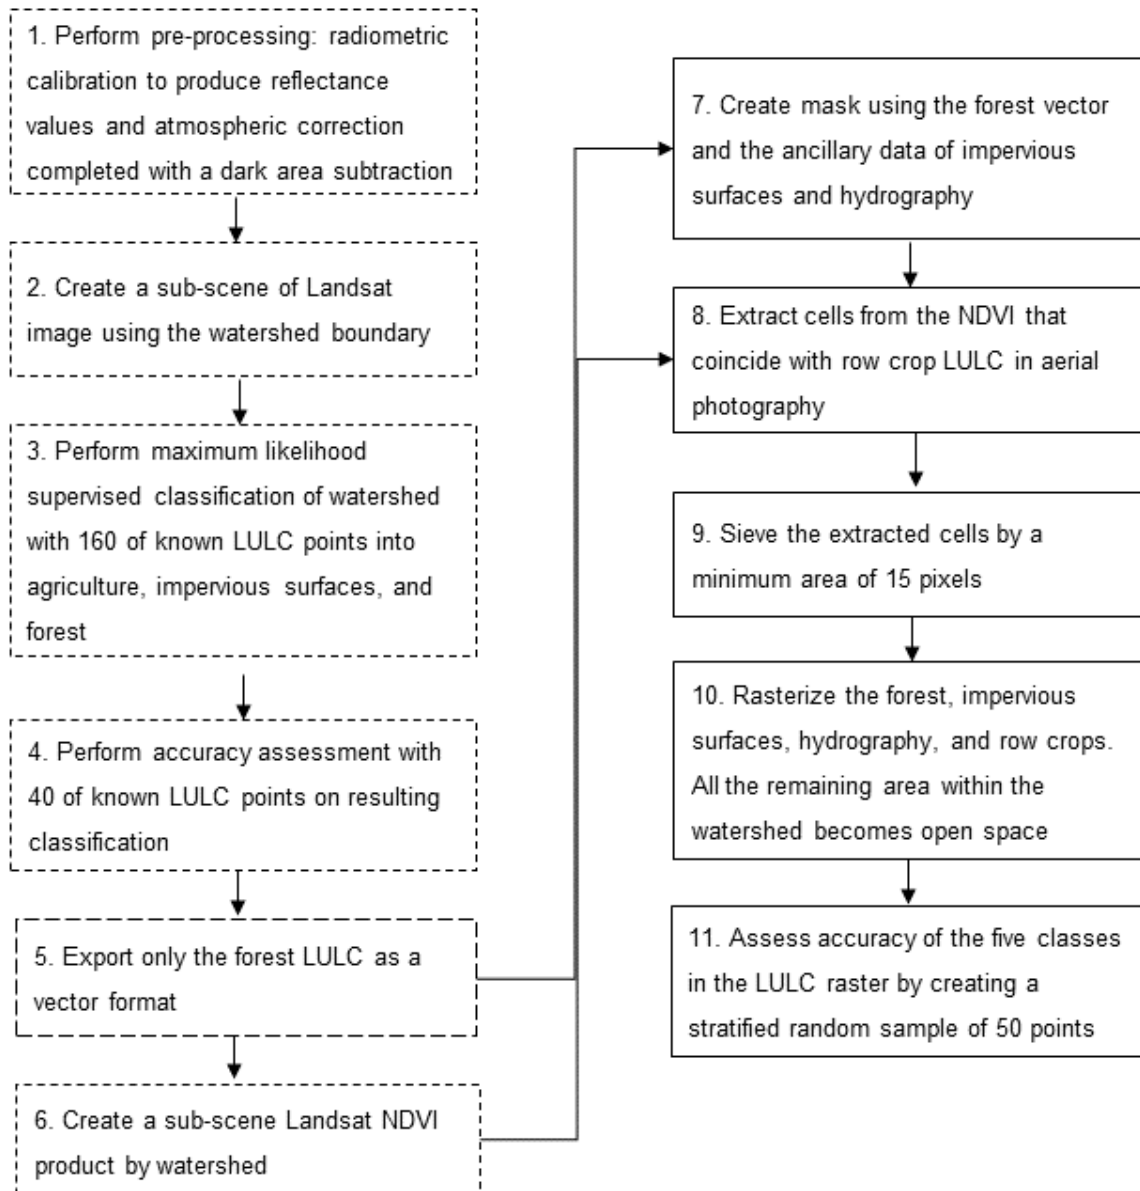 1. Perform pre-processing: radiometric
calibration to produce reflectance
values and atmospheric correction
completed with a dark area subtraction
2. Create a sub-scene of Landsat
image using the watershed boundary
3. Perform maximum likelihood
supervised classification of watershed
with 160 of known LULC points into
agriculture, impervious surfaces, and
forest
4. Perform accuracy assessment with
40 of known LULC points on resulting
classification
5. Export only the forest LULC as a
vector format
6. Create a sub-scene Landsat NDVI
product by watershed
7. Create mask using the forest vector
and the ancillary data of impervious
surfaces and hydrography
8. Extract cells from the NDVI that
coincide with row crop LULC in aerial
photography
9. Sieve the extracted cells by a
minimum area of 15 pixels
10. Rasterize the forest, impervious
surfaces, hydrography, and row crops.
All the remaining area within the
watershed becomes open space
11. Assess accuracy of the five classes
in the LULC raster by creating a
stratified random sample of 50 points